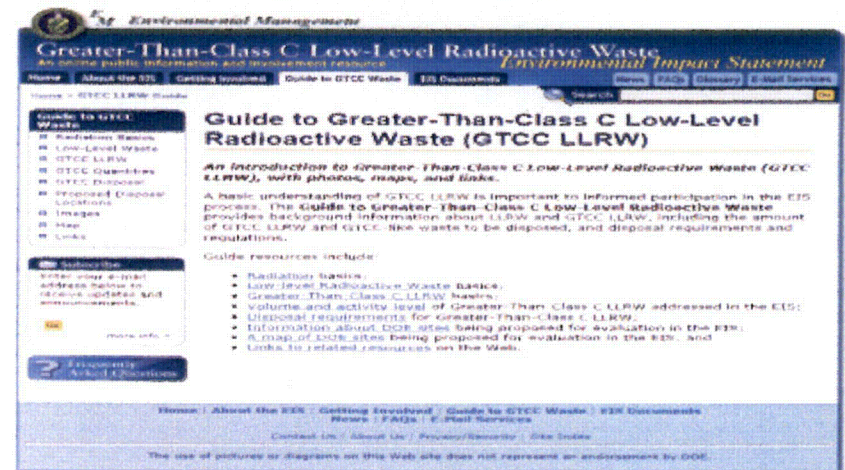 EM Environmental Management
Greater-Than-Class C Low-Level Radioactive Waste
An online public information and involvement resource
Environmental Impact Statement
Home About the EIS Getting Involved Guide to GTCC Waste EIS Documents
News FAQs Glossary E-Mail Services
Home > GTCC LLRW Guide
Search Go
Guide to GTCC
Waste
Radiation Basics
Low-Level Waste
GTCC LLRW
GTCC Quantities
GTCC Disposal
Proposed Disposal
Locations
Images
Map
Links
Subscribe
Enter your e-mail
address below to
receive updates and
announcements.
Go
more info
? Frequently
Asked Questions
Guide to Greater-Than-Class C Low-Level
Radioactive Waste (GTCC LLRW)
An introduction to Greater-Than-Class C Low-Level Radioactive Waste (GTCC
LLRW), with photos, maps, and links.
A basic understanding of GTCC LLRW is important to informed participation in the EIS
process. The Guide to Greater-Than-Class C Low-Level Radioactive Waste
provides background information about LLRW and GTCC LLRW, including the amount
of GTCC LLRW and GTCC-like waste to be disposed, and disposal requirements and
regulations.
Guide resources include:
Radiation basics;
Low-level Radioactive Waste basics;
Greater-Than-Class C LLRW basics;
Volume and activity level of Greater-Than-Class C LLRW addressed in the EIS;
Disposal requirements for Greater-Than-Class C LLRW;
Information about DOE sites being proposed for evaluation in the EIS;
A map of DOE sites being proposed for evaluation in the EIS, and
Links to related resources on the Web.
Home | About the EIS | Getting Involved | Guide to GTCC Waste | EIS Documents
News | FAQs | E-Mail Services
Contact Us | About Us | Privacy/Security | Site Index
The use of pictures or diagrams on this Web site does not represent an endorsement by DOE.